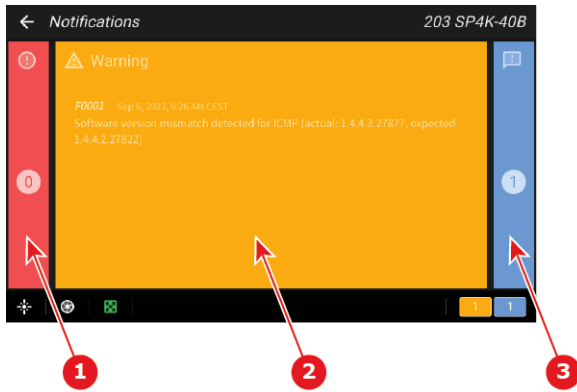 Notifications 203 SP4K-40B
Warning
F0001 Sep 6, 2022, 9:26 AM CEST
Software version mismatch detected for ICMP (actual: 1.4.4.3.27877, expected
1.4.4.2.27822)
0
1
1 1
1 2 3